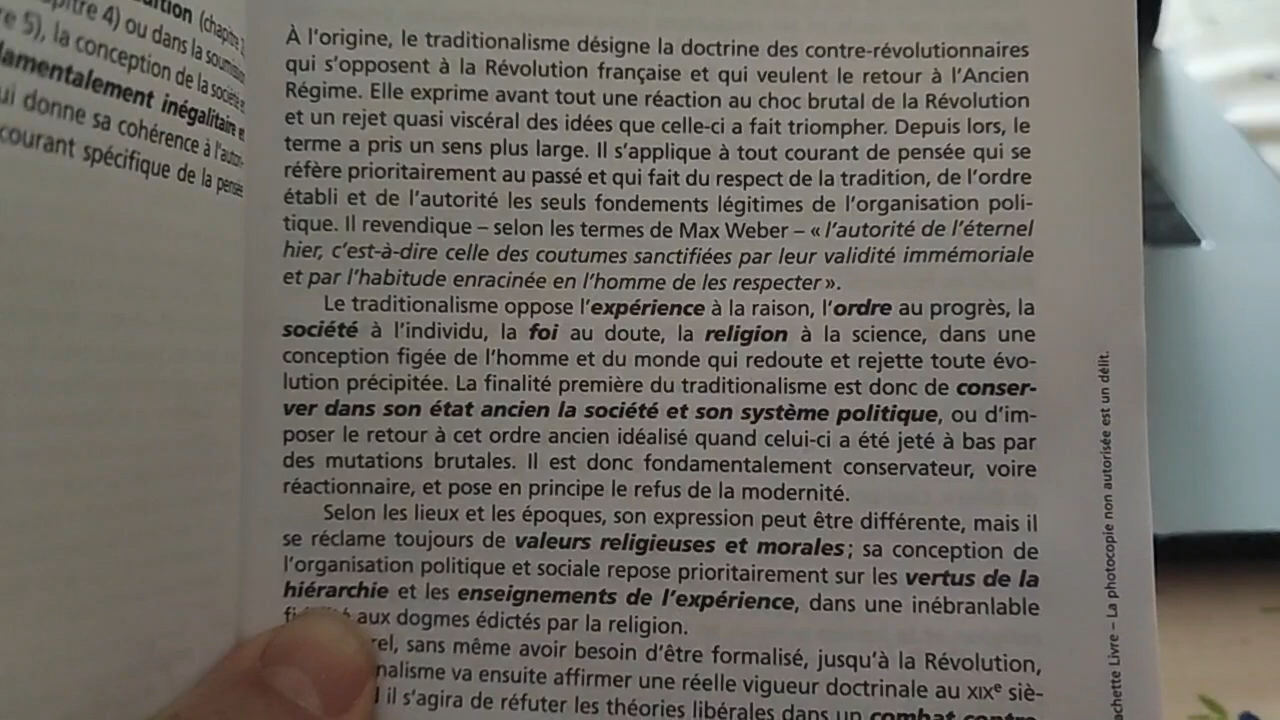 (chapitre
pitre 4) ou dans la soumission
re 5), la conception de la société
amentalement inégalitaire
ui donne sa cohérence à l'auto-
courant spécifique de la pensée
À l'origine, le traditionalisme désigne la doctrine des contre-révolutionnaires
qui s'opposent à la Révolution française et qui veulent le retour à l'Ancien
Régime. Elle exprime avant tout une réaction au choc brutal de la Révolution
et un rejet quasi viscéral des idées que celle-ci a fait triompher. Depuis lors, le
terme a pris un sens plus large. Il s'applique à tout courant de pensée qui se
réfère prioritairement au passé et qui fait du respect de la tradition, de l'ordre
établi et de l'autorité les seuls fondements légitimes de l'organisation poli-
tique. Il revendique – selon les termes de Max Weber – « l'autorité de l'éternel
hier, c'est-à-dire celle des coutumes sanctifiées par leur validité immémoriale
et par l'habitude enracinée en l'homme de les respecter ».
Le traditionalisme oppose l'expérience à la raison, l'ordre au progrès, la
société à l'individu, la foi au doute, la religion à la science, dans une
conception figée de l'homme et du monde qui redoute et rejette toute évo-
lution précipitée. La finalité première du traditionalisme est donc de conser-
ver dans son état ancien la société et son système politique, ou d'im-
poser le retour à cet ordre ancien idéalisé quand celui-ci a été jeté à bas par
des mutations brutales. Il est donc fondamentalement conservateur, voire
réactionnaire, et pose en principe le refus de la modernité.
Selon les lieux et les époques, son expression peut être différente, mais il
se réclame toujours de valeurs religieuses et morales ; sa conception de
l'organisation politique et sociale repose prioritairement sur les vertus de la
hiérarchie et les enseignements de l'expérience, dans une inébranlable
aux dogmes édictés par la religion.
rel, sans même avoir besoin d'être formalisé, jusqu'à la Révolution,
nalisme va ensuite affirmer une réelle vigueur doctrinale au XIXe siè-
il s'agira de réfuter les théories libérales dans un combat contre
achette Livre – La photocopie non autorisée est un délit.